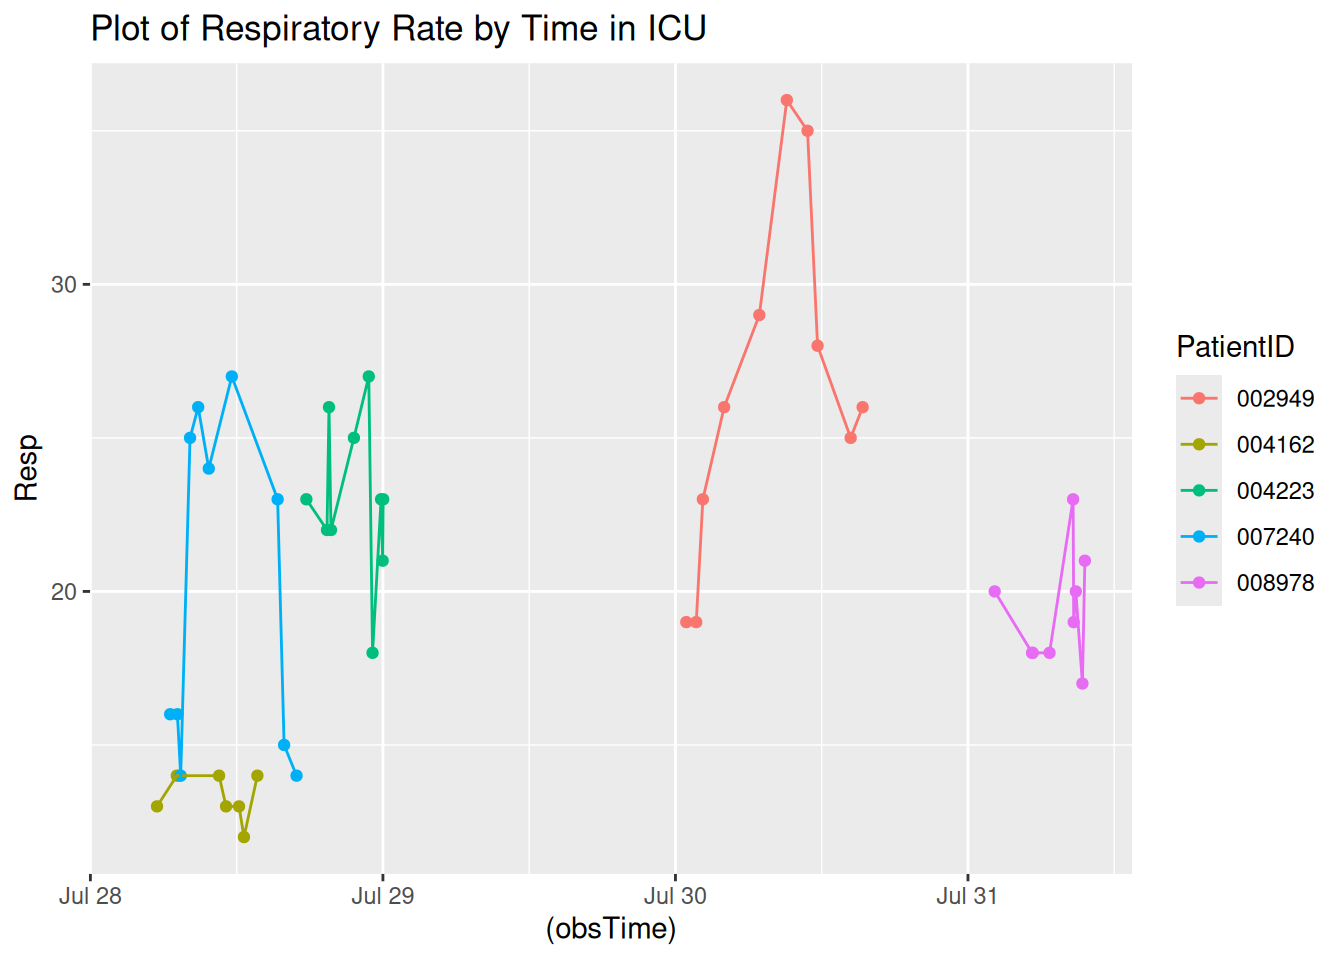 Plot of Respiratory Rate by Time in ICU
Resp
30
20
Jul 28
Jul 29
Jul 30
Jul 31
(obsTime)
PatientID
002949
004162
004223
007240
008978